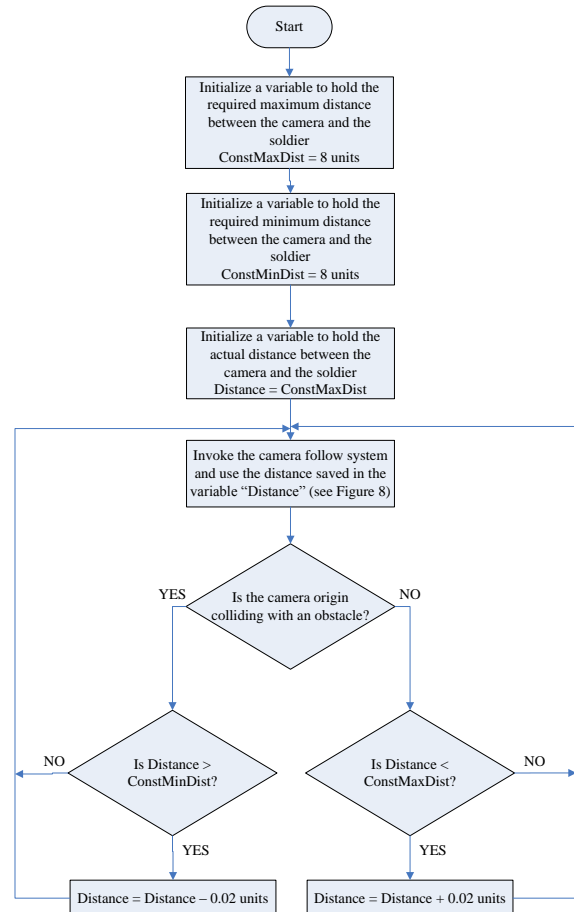 Start
Initialize a variable to hold the
required maximum distance
between the camera and the
soldier
ConstMaxDist = 8 units
Initialize a variable to hold the
required minimum distance
between the camera and the
soldier
ConstMinDist = 8 units
Initialize a variable to hold the
actual distance between the
camera and the soldier
Distance = ConstMaxDist
Invoke the camera follow system
and use the distance saved in the
variable “Distance” (see Figure 8)
YES
Is the camera origin
colliding with an obstacle?
NO
NO
Is Distance >
ConstMinDist?
Is Distance <
ConstMaxDist?
NO
YES
YES
Distance = Distance – 0.02 units
Distance = Distance + 0.02 units